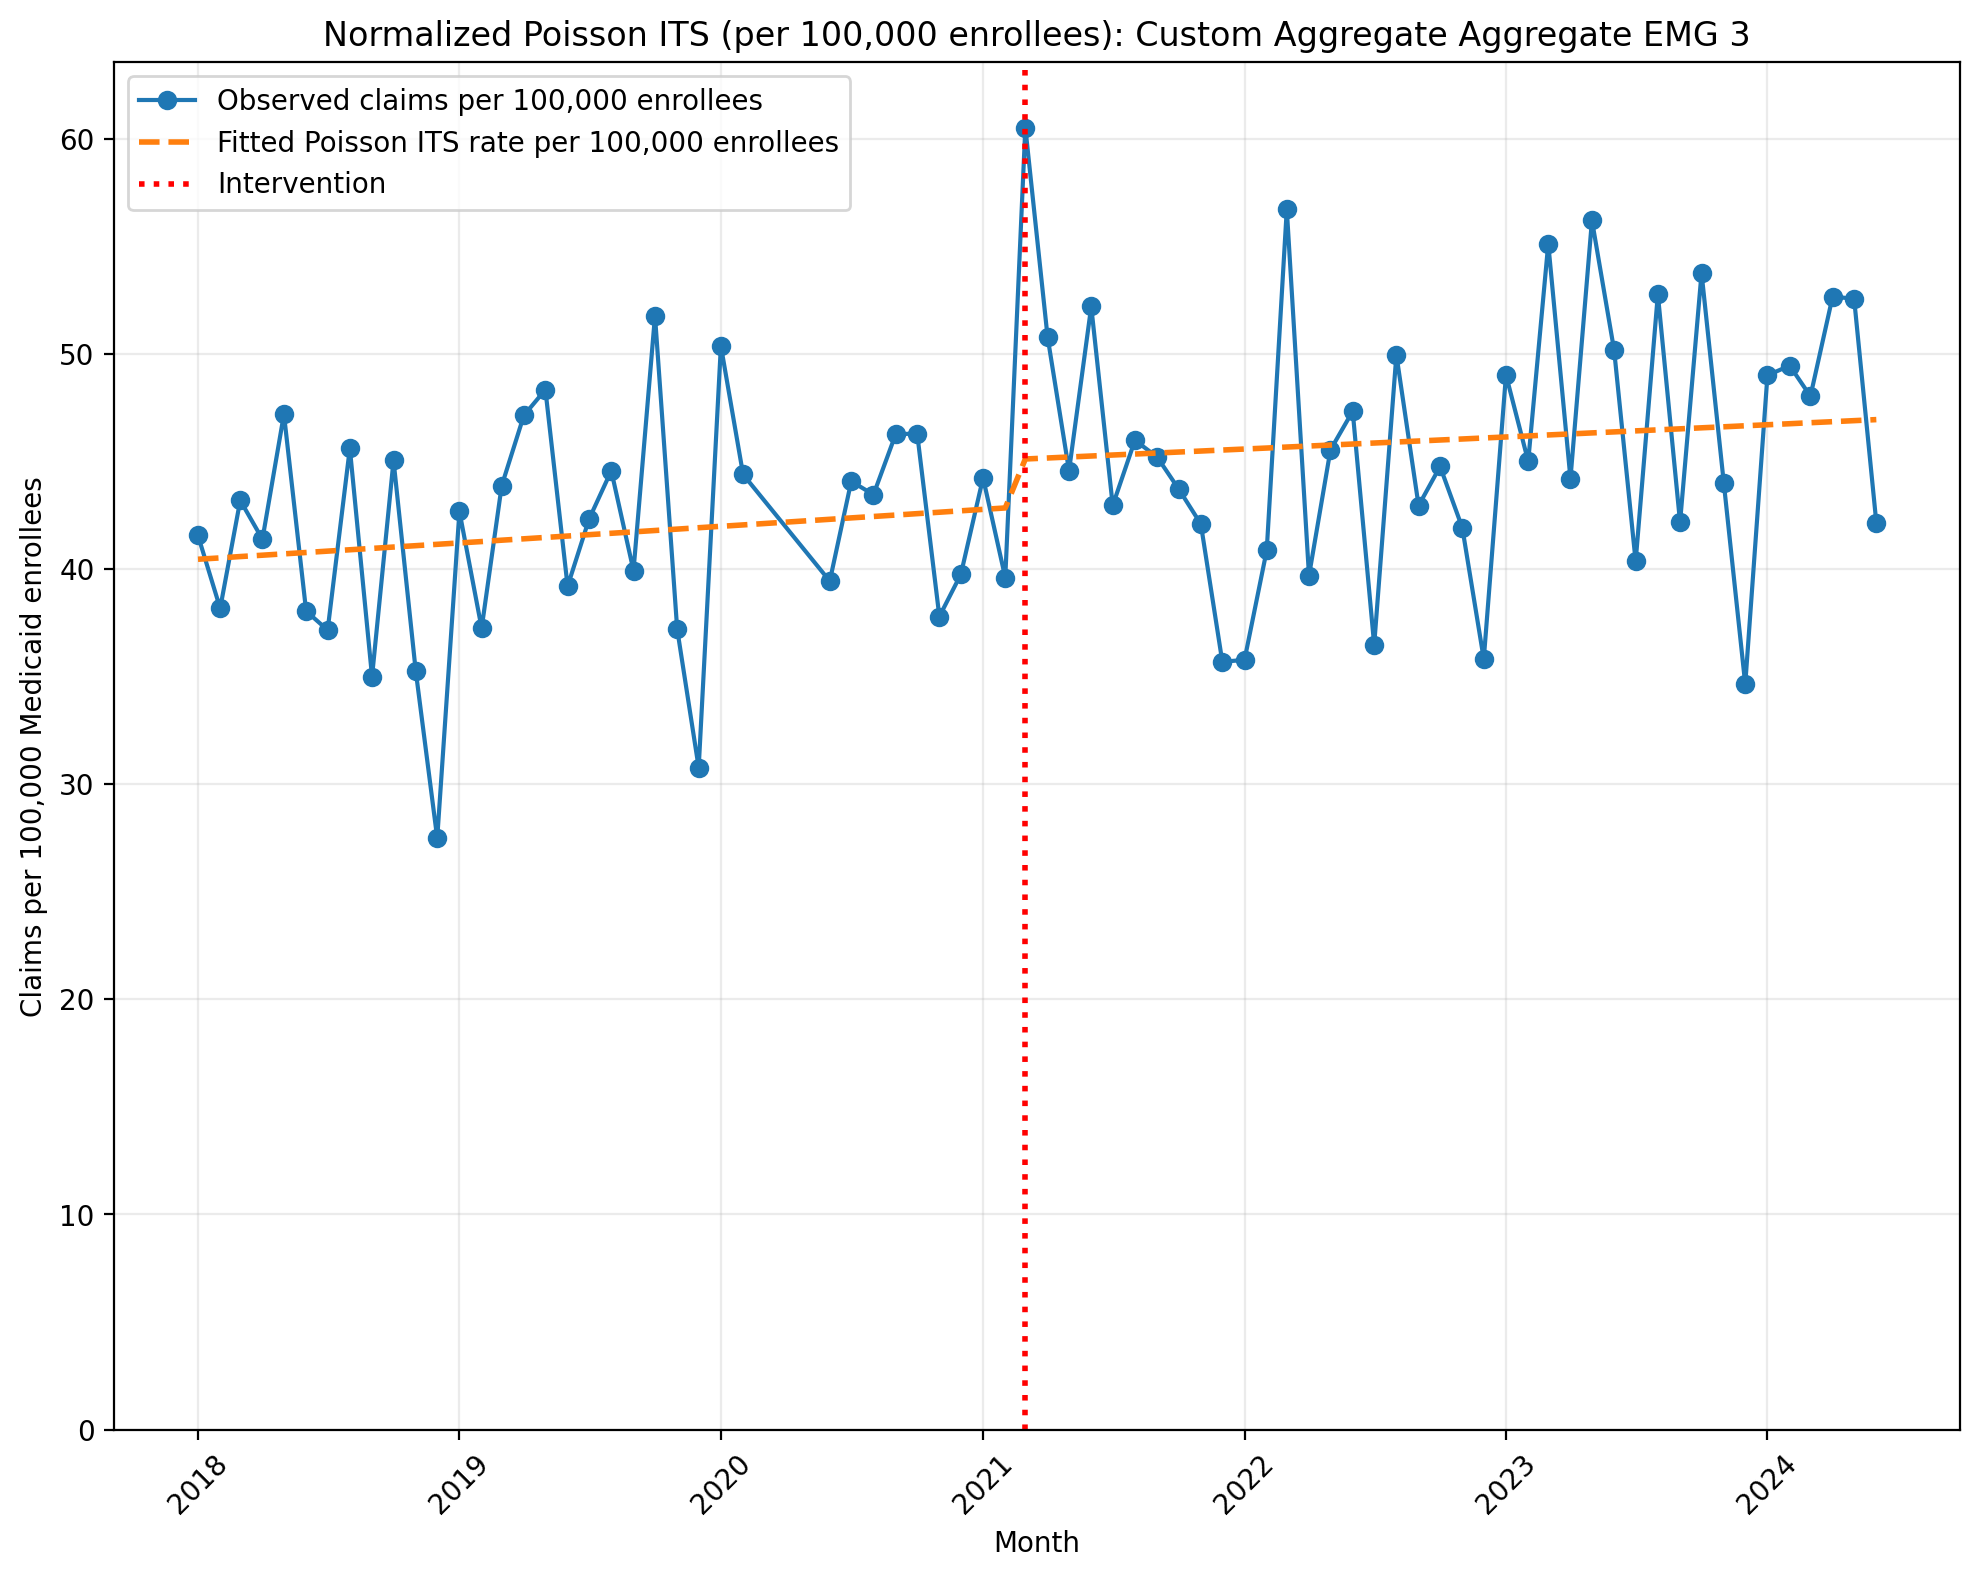 Normalized Poisson ITS (per 100,000 enrollees): Custom Aggregate Aggregate EMG 3
Observed claims per 100,000 enrollees
Fitted Poisson ITS rate per 100,000 enrollees
Intervention
Claims per 100,000 Medicaid enrollees
60
50
40
30
20
10
0
2018
2019
2020
2021
2022
2023
2024
Month